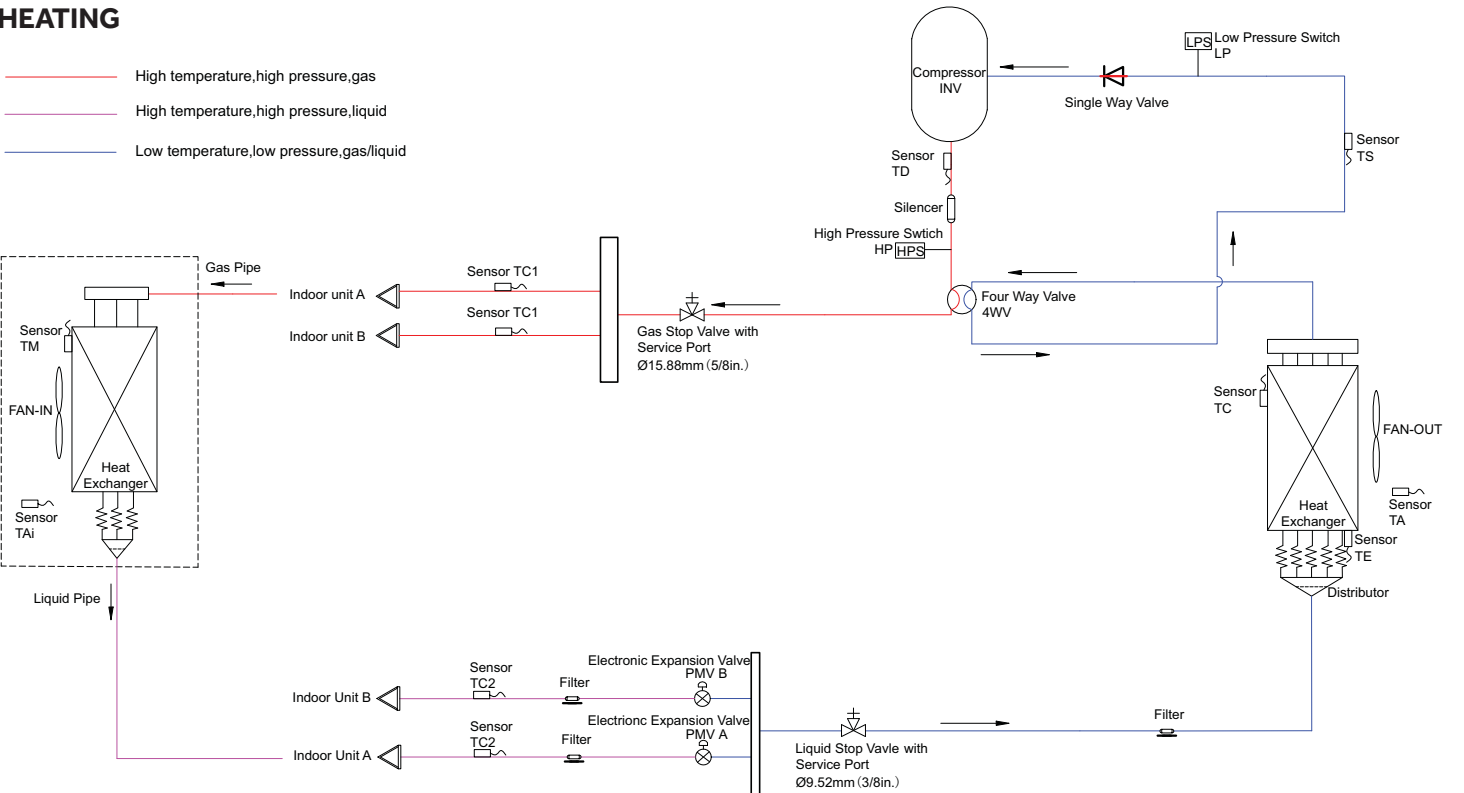 HEATING
High temperature,high pressure,gas
High temperature,high pressure,liquid
Low temperature,low pressure,gas/liquid
Compressor
INV
LPS
Low Pressure Switch
LP
Single Way Valve
Sensor
TS
Sensor
TD
Silencer
High Pressure Swtich
HP
HPS
Four Way Valve
4WV
Gas Pipe
Indoor unit A
Indoor unit B
Sensor TC1
Sensor TC1
Gas Stop Valve with
Service Port
Ø15.88mm(5/8in.)
Sensor
TM
FAN-IN
Heat
Exchanger
Sensor
TAi
Liquid Pipe
Sensor
TC
FAN-OUT
Heat
Exchanger
Sensor
TA
Sensor
TE
Distributor
Indoor Unit B
Sensor
TC2
Filter
Electronic Expansion Valve
PMV B
Indoor Unit A
Sensor
TC2
Filter
Electrionc Expansion Valve
PMV A
Liquid Stop Vavle with
Service Port
Ø9.52mm(3/8in.)
Filter